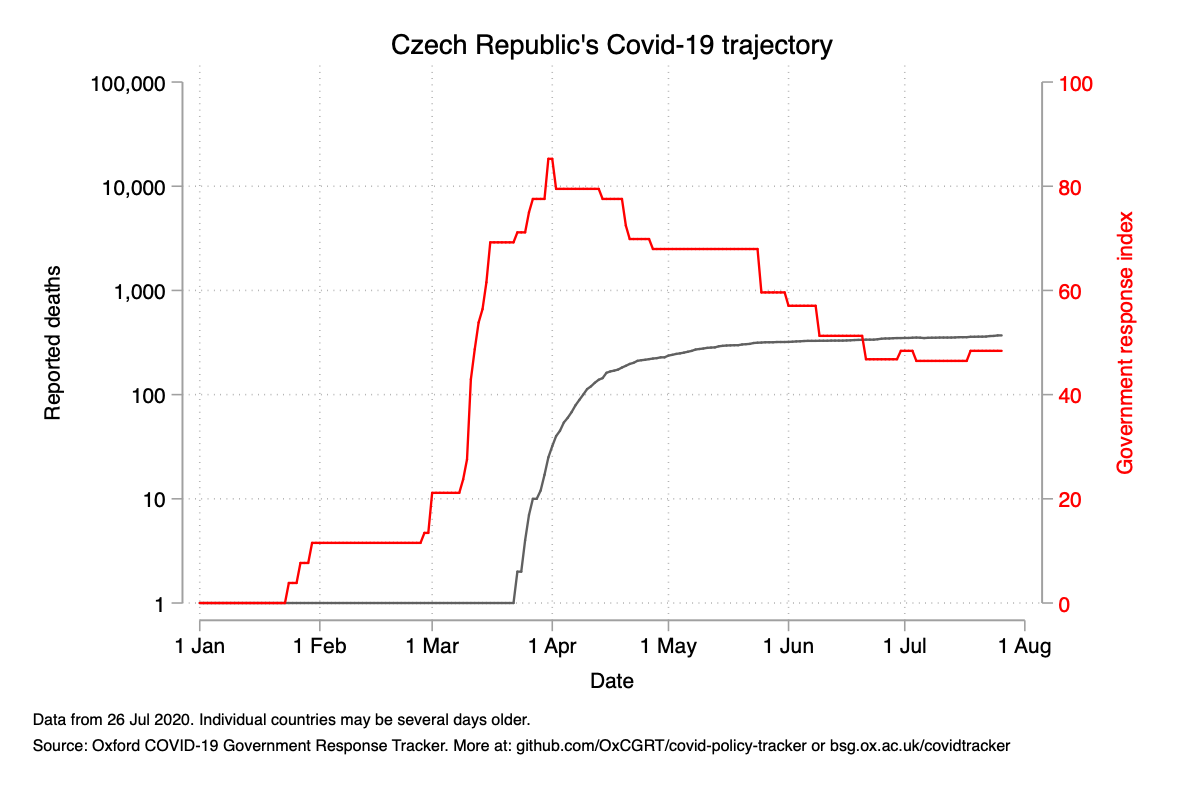 Czech Republic's Covid-19 trajectory
100,000
10,000
1,000
100
10
1
Reported deaths
100
80
60
40
20
0
Government response index
1 Jan 1 Feb 1 Mar 1 Apr 1 May 1 Jun 1 Jul 1 Aug
Date
Data from 26 Jul 2020. Individual countries may be several days older.
Source: Oxford COVID-19 Government Response Tracker. More at: github.com/OxCGRT/covid-policy-tracker or bsg.ox.ac.uk/covidtracker